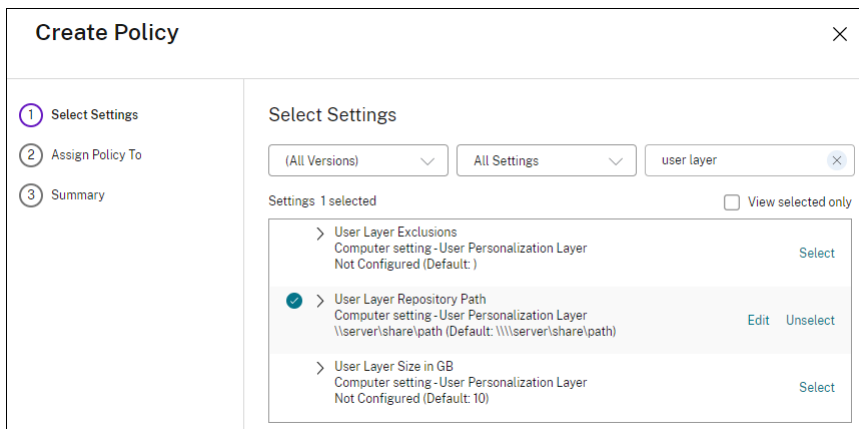 Create Policy
1 Select Settings
2 Assign Policy To
3 Summary
Select Settings
(All Versions) All Settings user layer
Settings 1 selected View selected only
User Layer Exclusions
Computer setting - User Personalization Layer
Not Configured (Default: )
Select
User Layer Repository Path
Computer setting - User Personalization Layer
\\server\share\path (Default: \\\\server\share\path)
Edit Unselect
User Layer Size in GB
Computer setting - User Personalization Layer
Not Configured (Default: 10)
Select